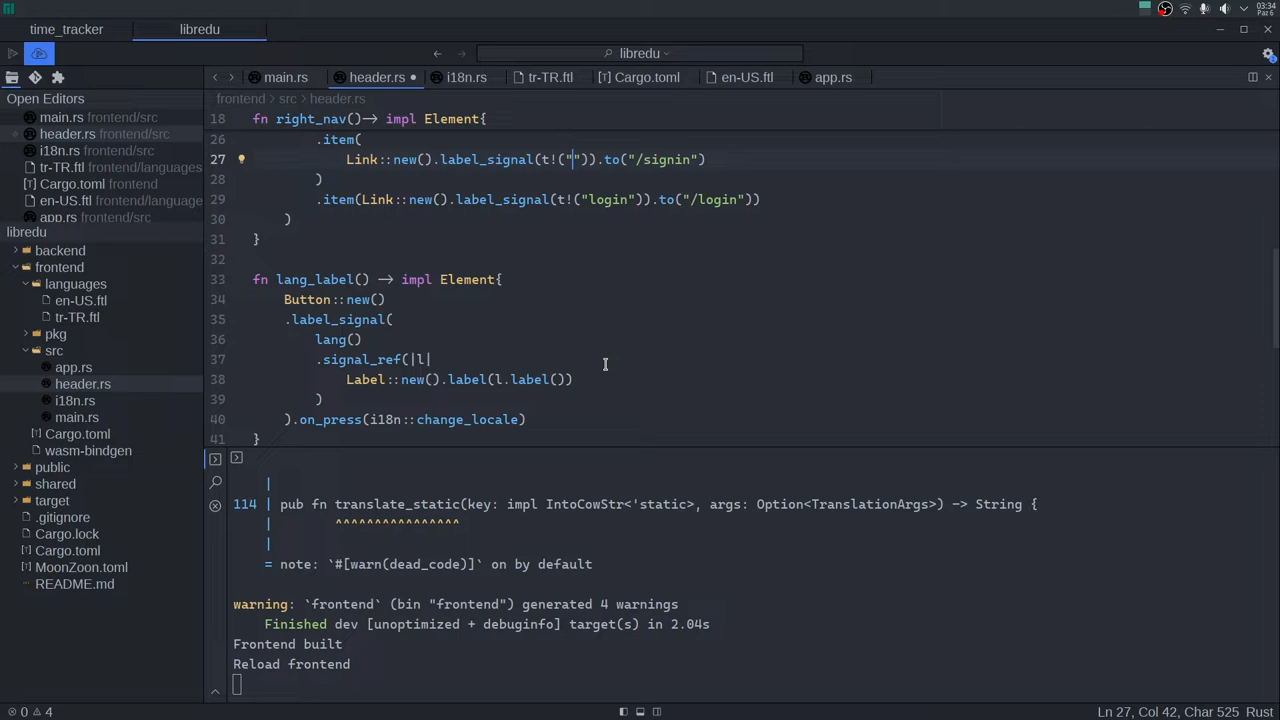 03:34
Paz 6
time_tracker
libredu
libredu
main.rs
header.rs
i18n.rs
tr-TR.ftl
Cargo.toml
en-US.ftl
app.rs
Open Editors
main.rs frontend/src
header.rs frontend/src
i18n.rs frontend/src
tr-TR.ftl frontend/languages
Cargo.toml frontend
en-US.ftl frontend/languages
app.rs frontend/src
libredu
backend
frontend
languages
en-US.ftl
tr-TR.ftl
pkg
src
app.rs
header.rs
i18n.rs
main.rs
Cargo.toml
wasm-bindgen
public
shared
target
.gitignore
Cargo.lock
Cargo.toml
MoonZoon.toml
README.md
frontend src header.rs
18 fn right_nav()-> impl Element{
26 .item(
27 Link::new().label_signal(t!("")).to("/signin")
28 )
29 .item(Link::new().label_signal(t!("login")).to("/login"))
30 )
31 }
32
33 fn lang_label() -> impl Element{
34 Button::new()
35 .label_signal(
36 lang()
37 .signal_ref(|l|
38 Label::new().label(l.label())
39 )
40 ).on_press(i18n::change_locale)
41 }
|
114 | pub fn translate_static(key: impl IntoCowStr<'static>, args: Option<TranslationArgs>) -> String {
| ^^^^^^^^^^^^^^^^
|
= note: `#[warn(dead_code)]` on by default
warning: `frontend` (bin "frontend") generated 4 warnings
Finished dev [unoptimized + debuginfo] target(s) in 2.04s
Frontend built
Reload frontend
0 4
Ln 27, Col 42, Char 525 Rust